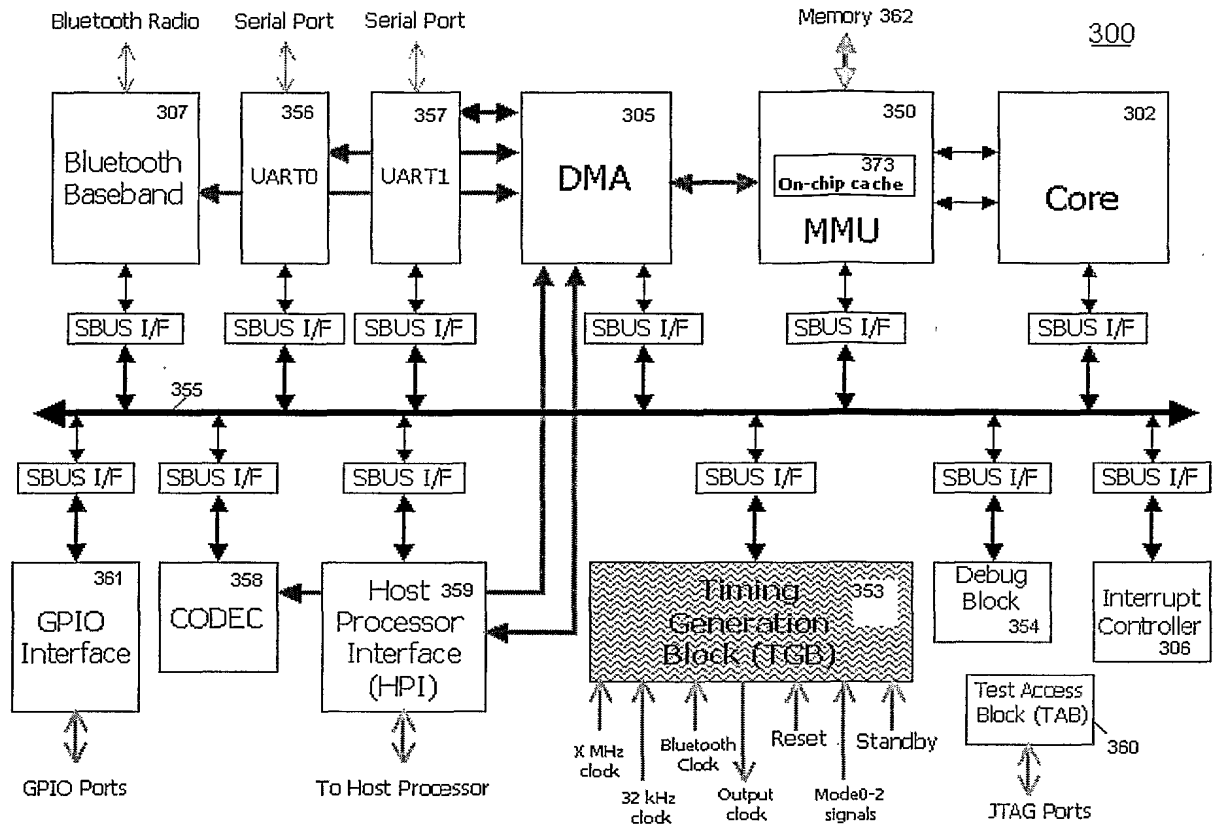 Bluetooth Radio
Serial Port
Serial Port
Memory 362
300
307
Bluetooth
Baseband
356
UART0
357
UART1
305
DMA
350
373
On-chip cache
MMU
302
Core
SBUS I/F
SBUS I/F
SBUS I/F
SBUS I/F
SBUS I/F
SBUS I/F
355
SBUS I/F
SBUS I/F
SBUS I/F
SBUS I/F
SBUS I/F
SBUS I/F
361
GPIO
Interface
358
CODEC
Host 359
Processor
Interface
(HPI)
Timing 353
Generation
Block (TGB)
Debug
Block
354
Interrupt
Controller
306
Test Access
Block (TAB)
360
X MHz
clock
32 kHz
clock
Bluetooth
Clock
Output
clock
Reset
Mode0-2
signals
Standby
GPIO Ports
To Host Processor
JTAG Ports